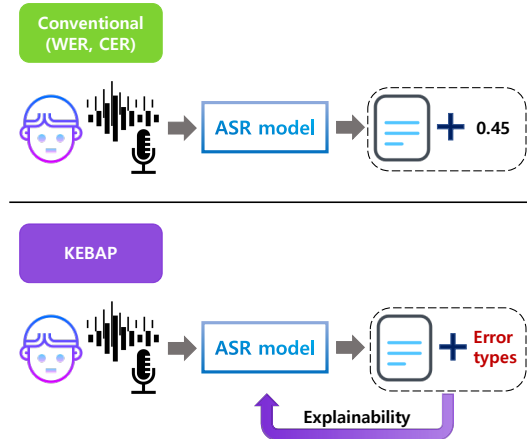 Conventional
(WER, CER)
ASR model
0.45
KEBAP
ASR model
Error
types
Explainability